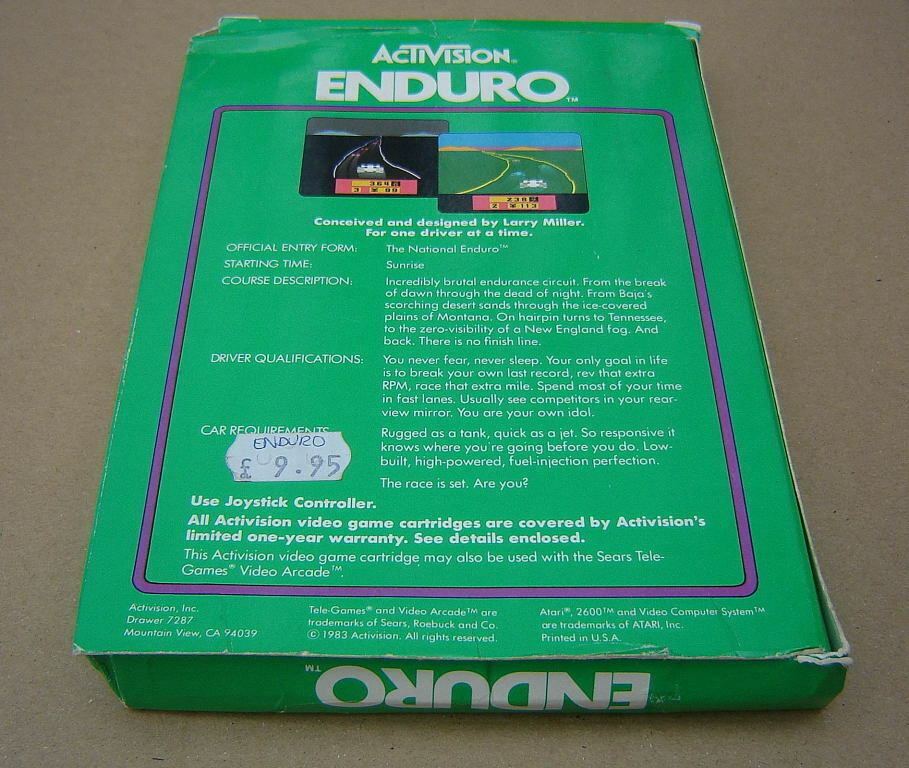 ACTIVISION®
ENDURO™
364
3 99
238
2 113
Conceived and designed by Larry Miller.
For one driver at a time.
OFFICIAL ENTRY FORM: The National Enduro™
STARTING TIME: Sunrise
COURSE DESCRIPTION: Incredibly brutal endurance circuit. From the break
of dawn through the dead of night. From Baja's
scorching desert sands through the ice-covered
plains of Montana. On hairpin turns to Tennessee,
to the zero-visibility of a New England fog. And
back. There is no finish line.
DRIVER QUALIFICATIONS: You never fear, never sleep. Your only goal in life
is to break your own last record, rev that extra
RPM, race that extra mile. Spend most of your time
in fast lanes. Usually see competitors in your rear-
view mirror. You are your own idol.
CAR REQUIREMENTS Rugged as a tank, quick as a jet. So responsive it
knows where you're going before you do. Low-
built, high-powered, fuel-injection perfection.
ENDURO
£ 9.95
The race is set. Are you?
Use Joystick Controller.
All Activision video game cartridges are covered by Activision's
limited one-year warranty. See details enclosed.
This Activision video game cartridge may also be used with the Sears Tele-
Games® Video Arcade™.
Activision, Inc.
Drawer 7287
Mountain View, CA 94039
Tele-Games® and Video Arcade™ are
trademarks of Sears, Roebuck and Co.
© 1983 Activision. All rights reserved.
Atari®, 2600™ and Video Computer System™
are trademarks of ATARI, Inc.
Printed in U.S.A.
ENDURO™